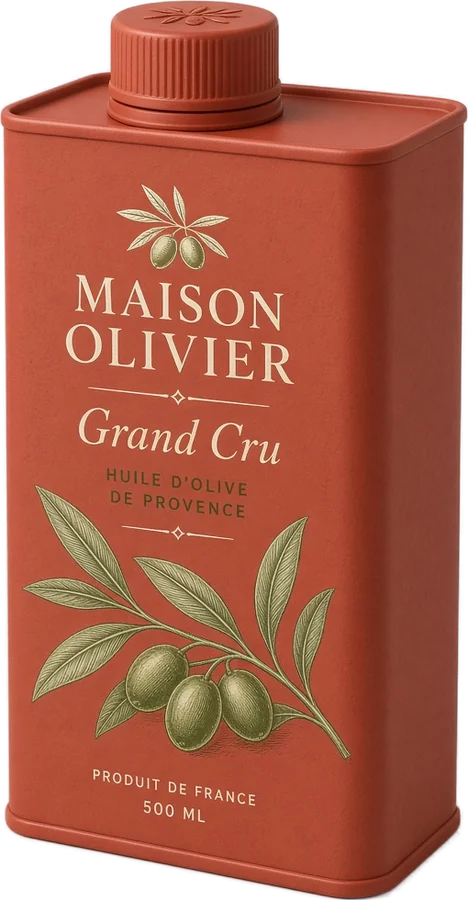 MAISON
OLIVIER
Grand Cru
HUILE D'OLIVE
DE PROVENCE
PRODUIT DE FRANCE
500 ML